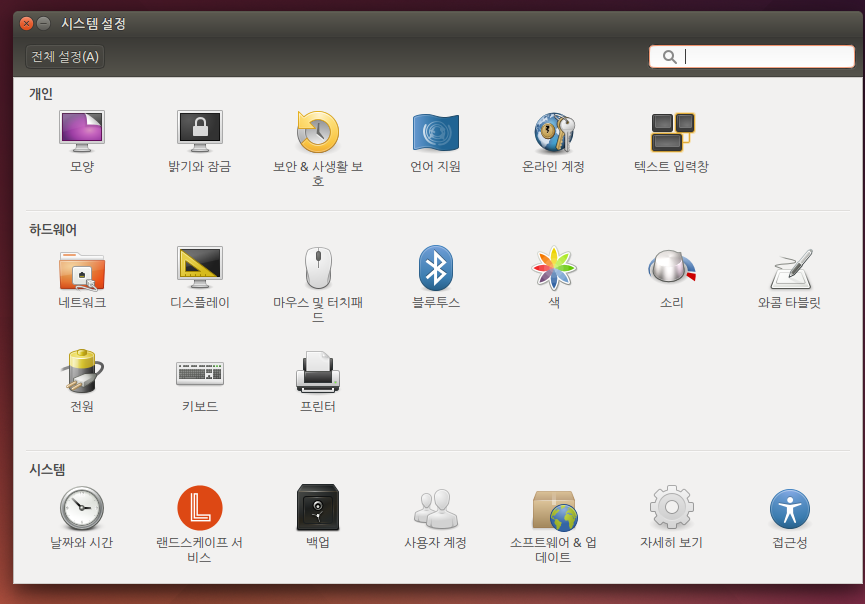 시스템 설정
전체 설정(A)
개인
모양
밝기와 잠금
보안 & 사생활 보
호
언어 지원
온라인 계정
텍스트 입력창
하드웨어
네트워크
디스플레이
마우스 및 터치패
드
블루투스
색
소리
와콤 타블릿
전원
키보드
프린터
시스템
날짜와 시간
랜드스케이프 서
비스
백업
사용자 계정
소프트웨어 & 업
데이트
자세히 보기
접근성